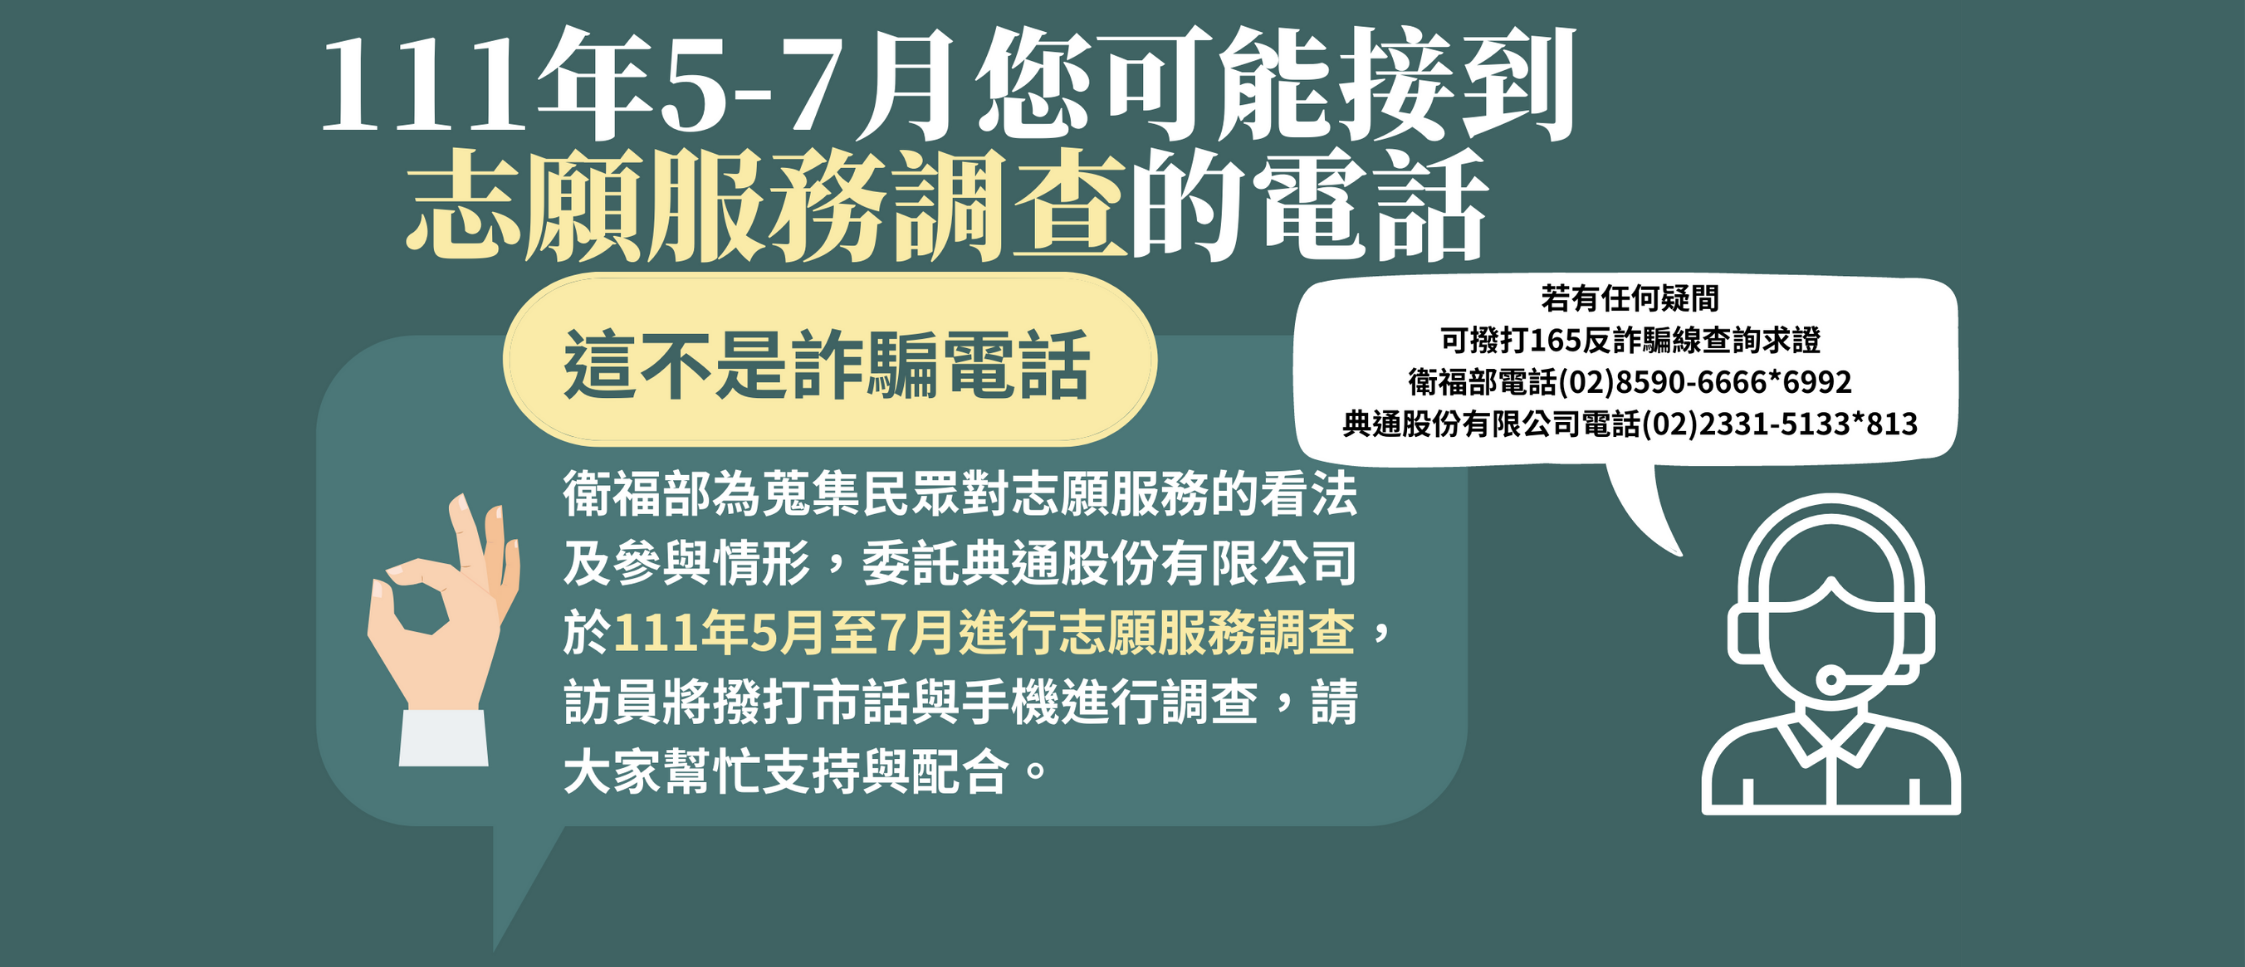 111年5-7月您可能接到
志願服務調查的電話
這不是詐騙電話
衛福部為蒐集民眾對志願服務的看法
及參與情形，委託典通股份有限公司
於111年5月至7月進行志願服務調查，
訪員將撥打市話與手機進行調查，請
大家幫忙支持與配合。
若有任何疑間
可撥打165反詐騙線查詢求證
衛福部電話(02)8590-6666*6992
典通股份有限公司電話(02)2331-5133*813